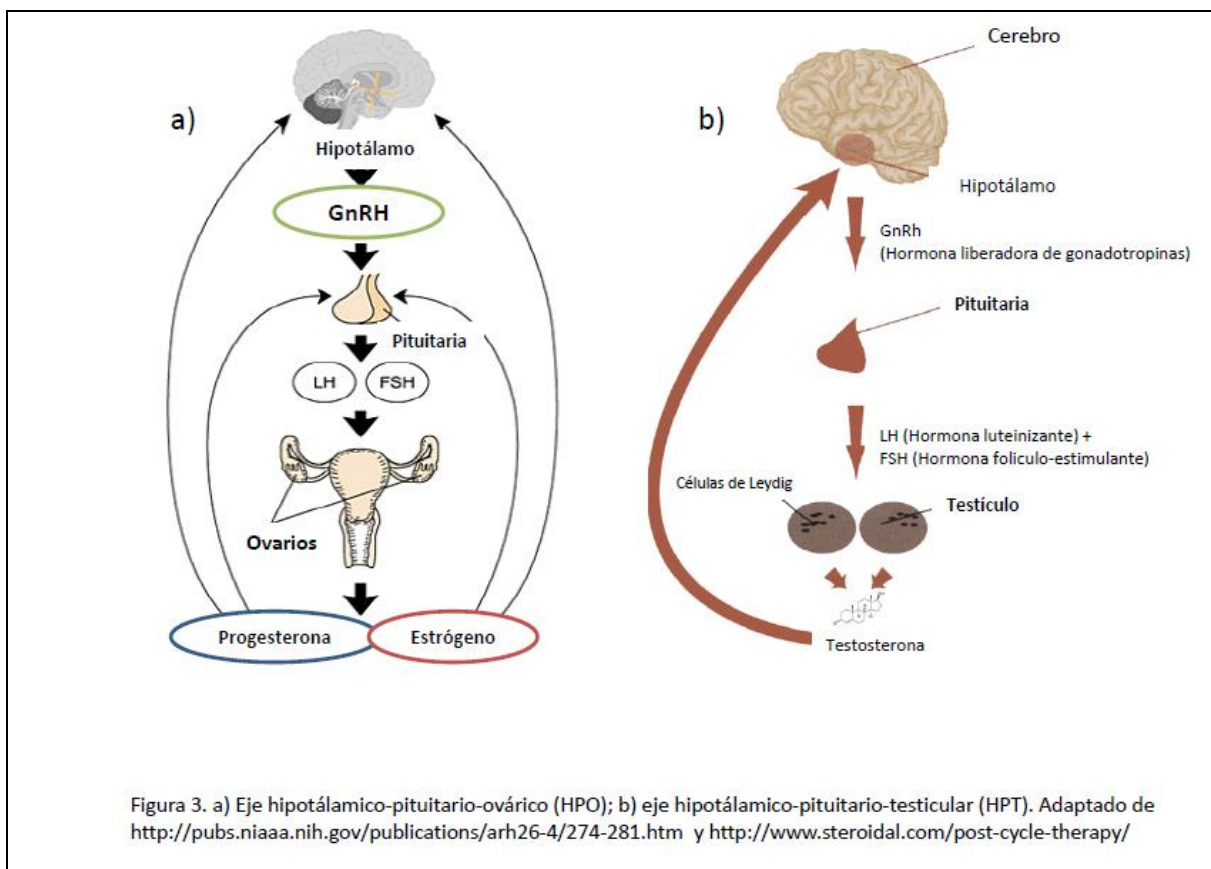 a)
Hipotálamo
GnRH
Pituitaria
LH
FSH
Ovarios
Progesterona
Estrógeno
b)
Cerebro
Hipotálamo
GnRh
(Hormona liberadora de gonadotropinas)
Pituitaria
LH (Hormona luteinizante) +
FSH (Hormona foliculo-estimulante)
Células de Leydig
Testículo
Testosterona
Figura 3. a) Eje hipotálamico-pituitario-ovárico (HPO); b) eje hipotálamico-pituitario-testicular (HPT). Adaptado de
http://pubs.niaaa.nih.gov/publications/arh26-4/274-281.htm y http://www.steroidal.com/post-cycle-therapy/